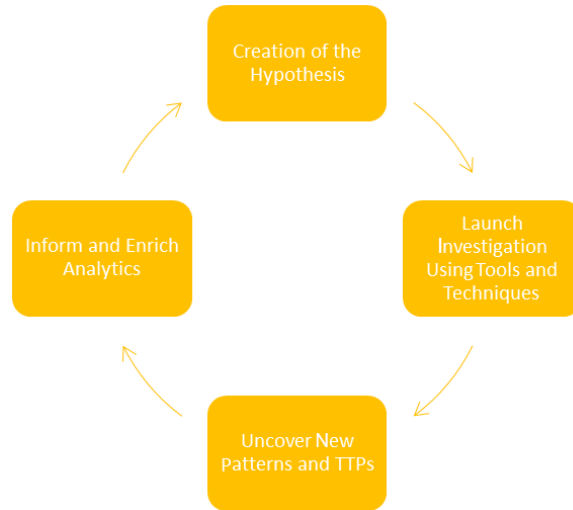 Creation of the
Hypothesis
Launch
Investigation
Using Tools and
Techniques
Uncover New
Patterns and TTPs
Inform and Enrich
Analytics